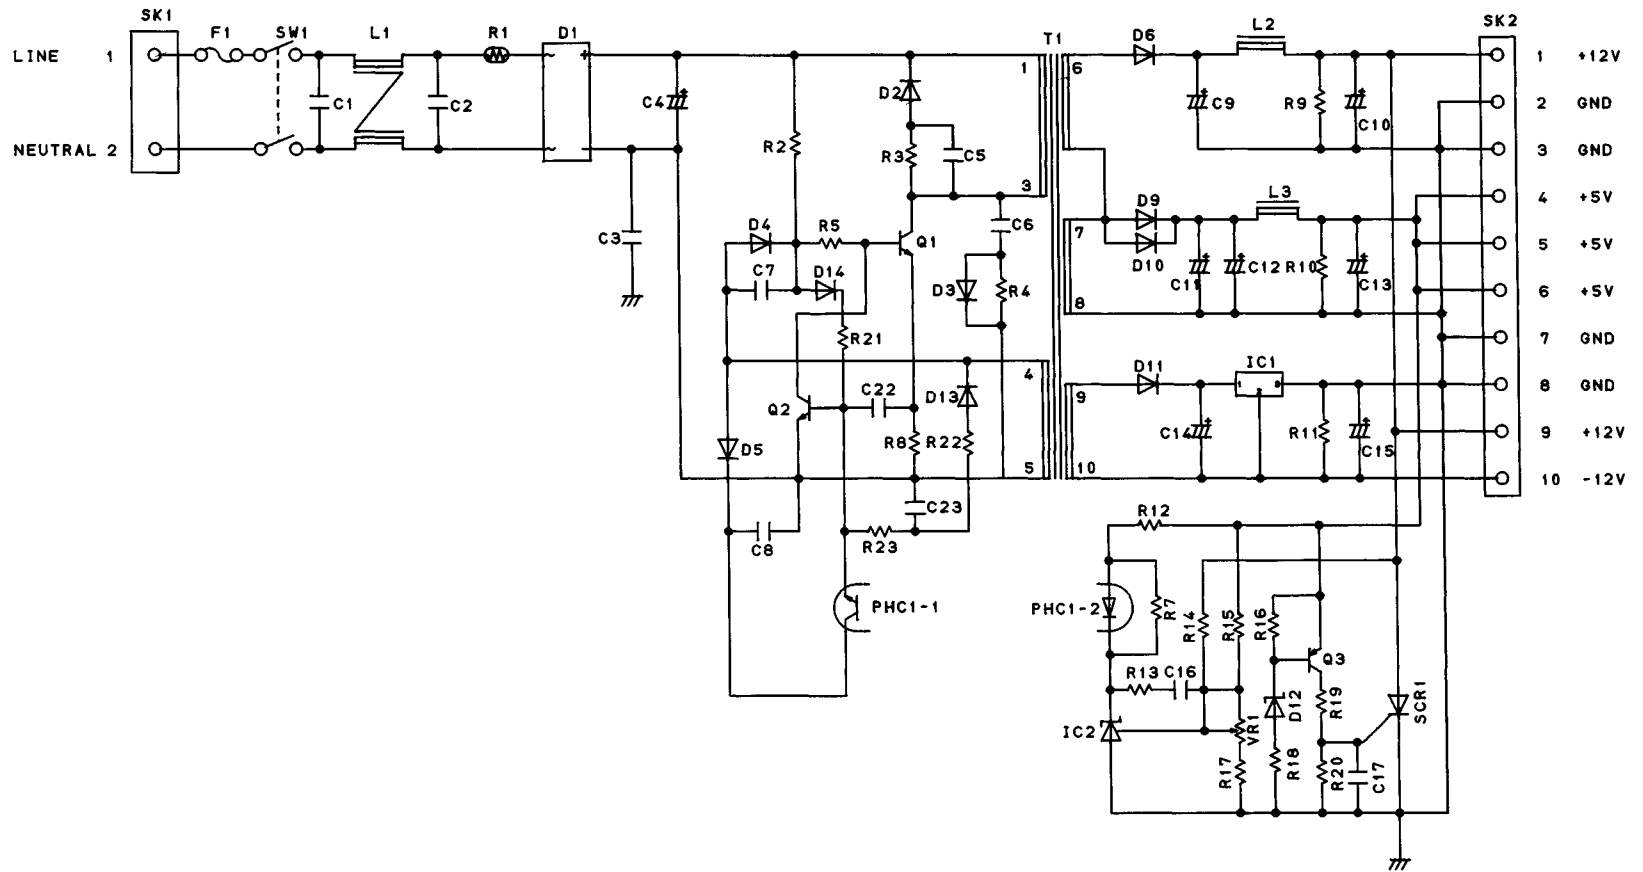 SK1
F1
SW1
L1
R1
D1
T1
D6
L2
SK2
LINE 1
1
6
1 +12V
C1
C2
C4
D2
C9
R9
C10
2 GND
NEUTRAL 2
R2
R3
C5
3 GND
3
D9
L3
4 +5V
C3
D4
R5
Q1
C6
7
D10
5 +5V
C7
D14
D3
R4
C11
C12
R10
C13
6 +5V
8
R21
7 GND
4
D11
IC1
1
3
2
8 GND
9
Q2
C22
D13
D5
R8
R22
C14
R11
C15
9 +12V
5
10
10 -12V
C23
R12
C8
R23
PHC1-1
PHC1-2
R7
R14
R15
R16
Q3
R13
C16
D12
R19
SCR1
IC2
VR1
R17
R18
R20
C17